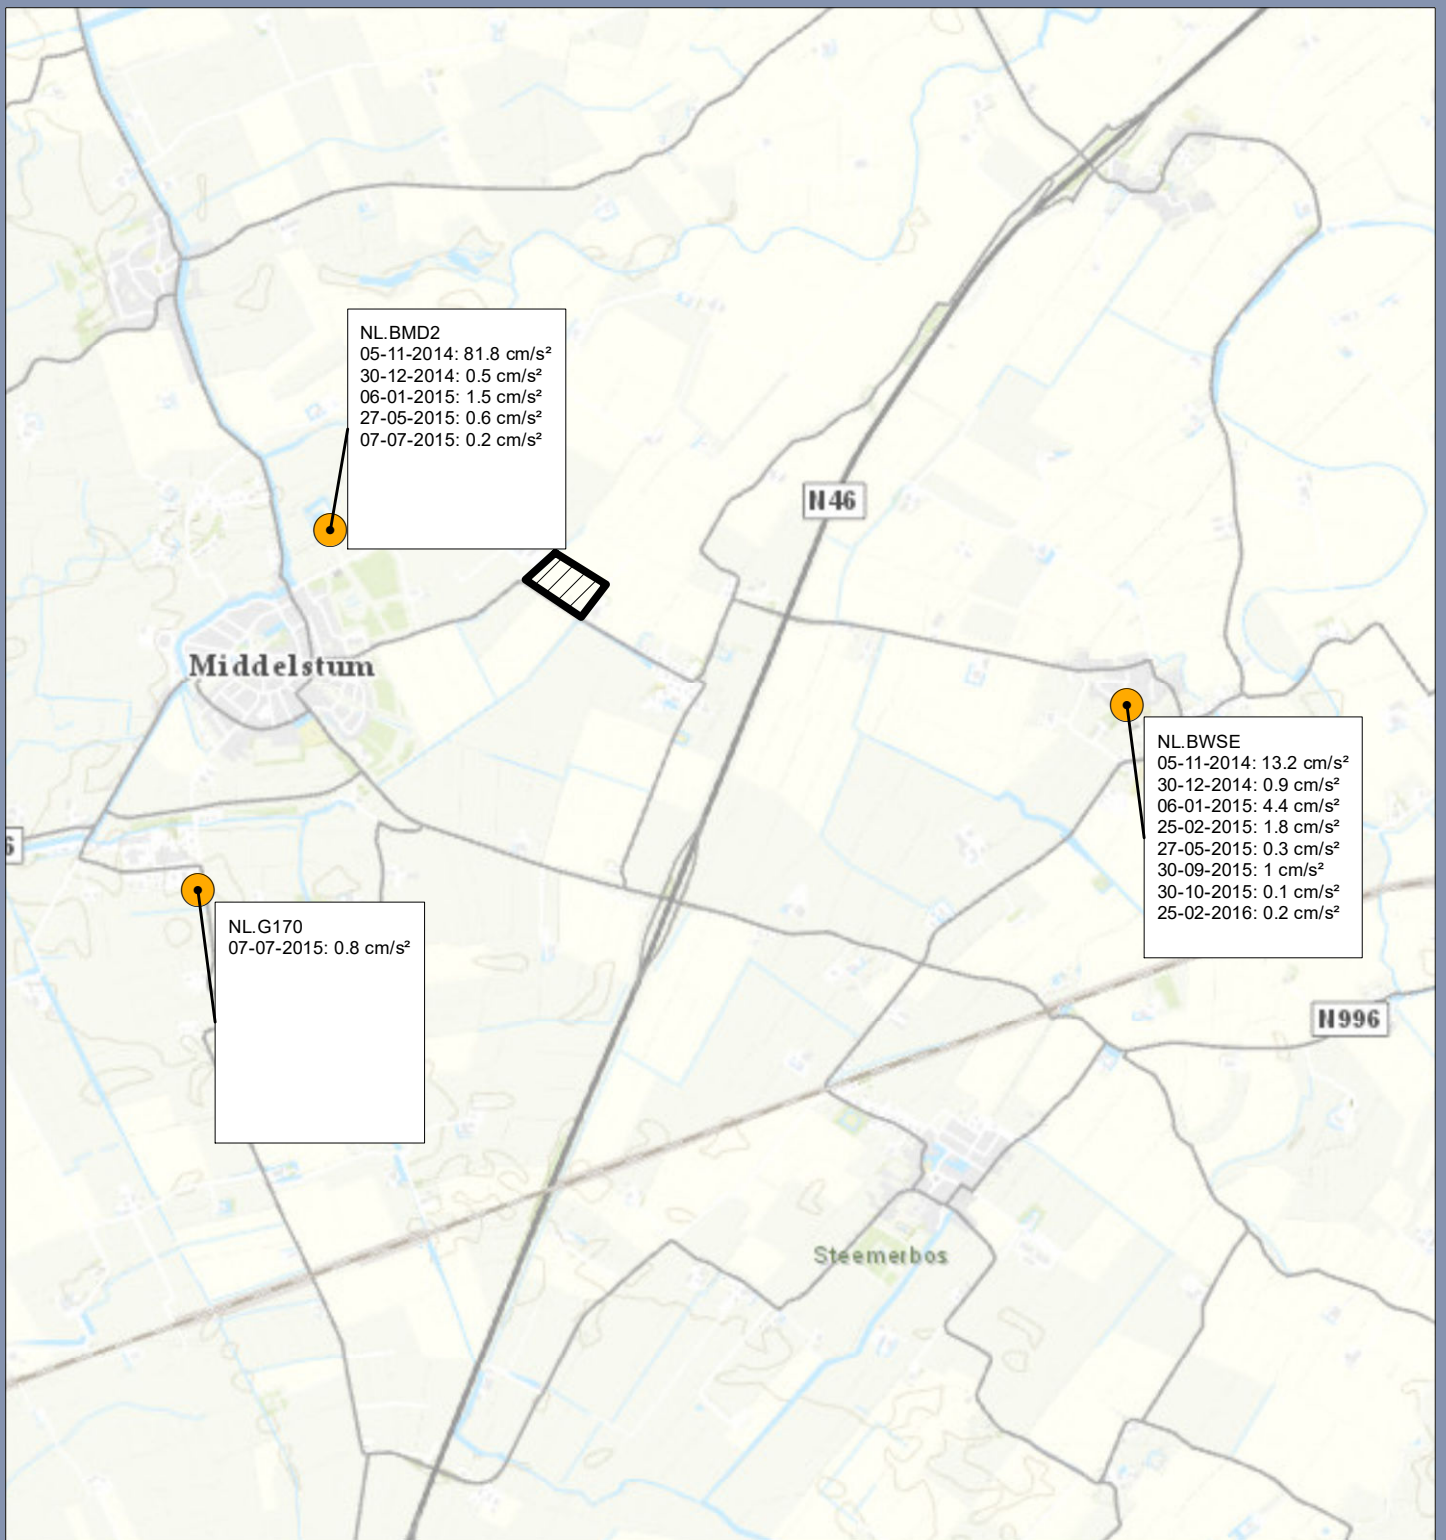 NL.BMD2
05-11-2014: 81.8 cm/s²
30-12-2014: 0.5 cm/s²
06-01-2015: 1.5 cm/s²
27-05-2015: 0.6 cm/s²
07-07-2015: 0.2 cm/s²
N46
Middelstum
NL.BWSE
05-11-2014: 13.2 cm/s²
30-12-2014: 0.9 cm/s²
06-01-2015: 4.4 cm/s²
25-02-2015: 1.8 cm/s²
27-05-2015: 0.3 cm/s²
30-09-2015: 1 cm/s²
30-10-2015: 0.1 cm/s²
25-02-2016: 0.2 cm/s²
6
NL.G170
07-07-2015: 0.8 cm/s²
N996
Steemerbos